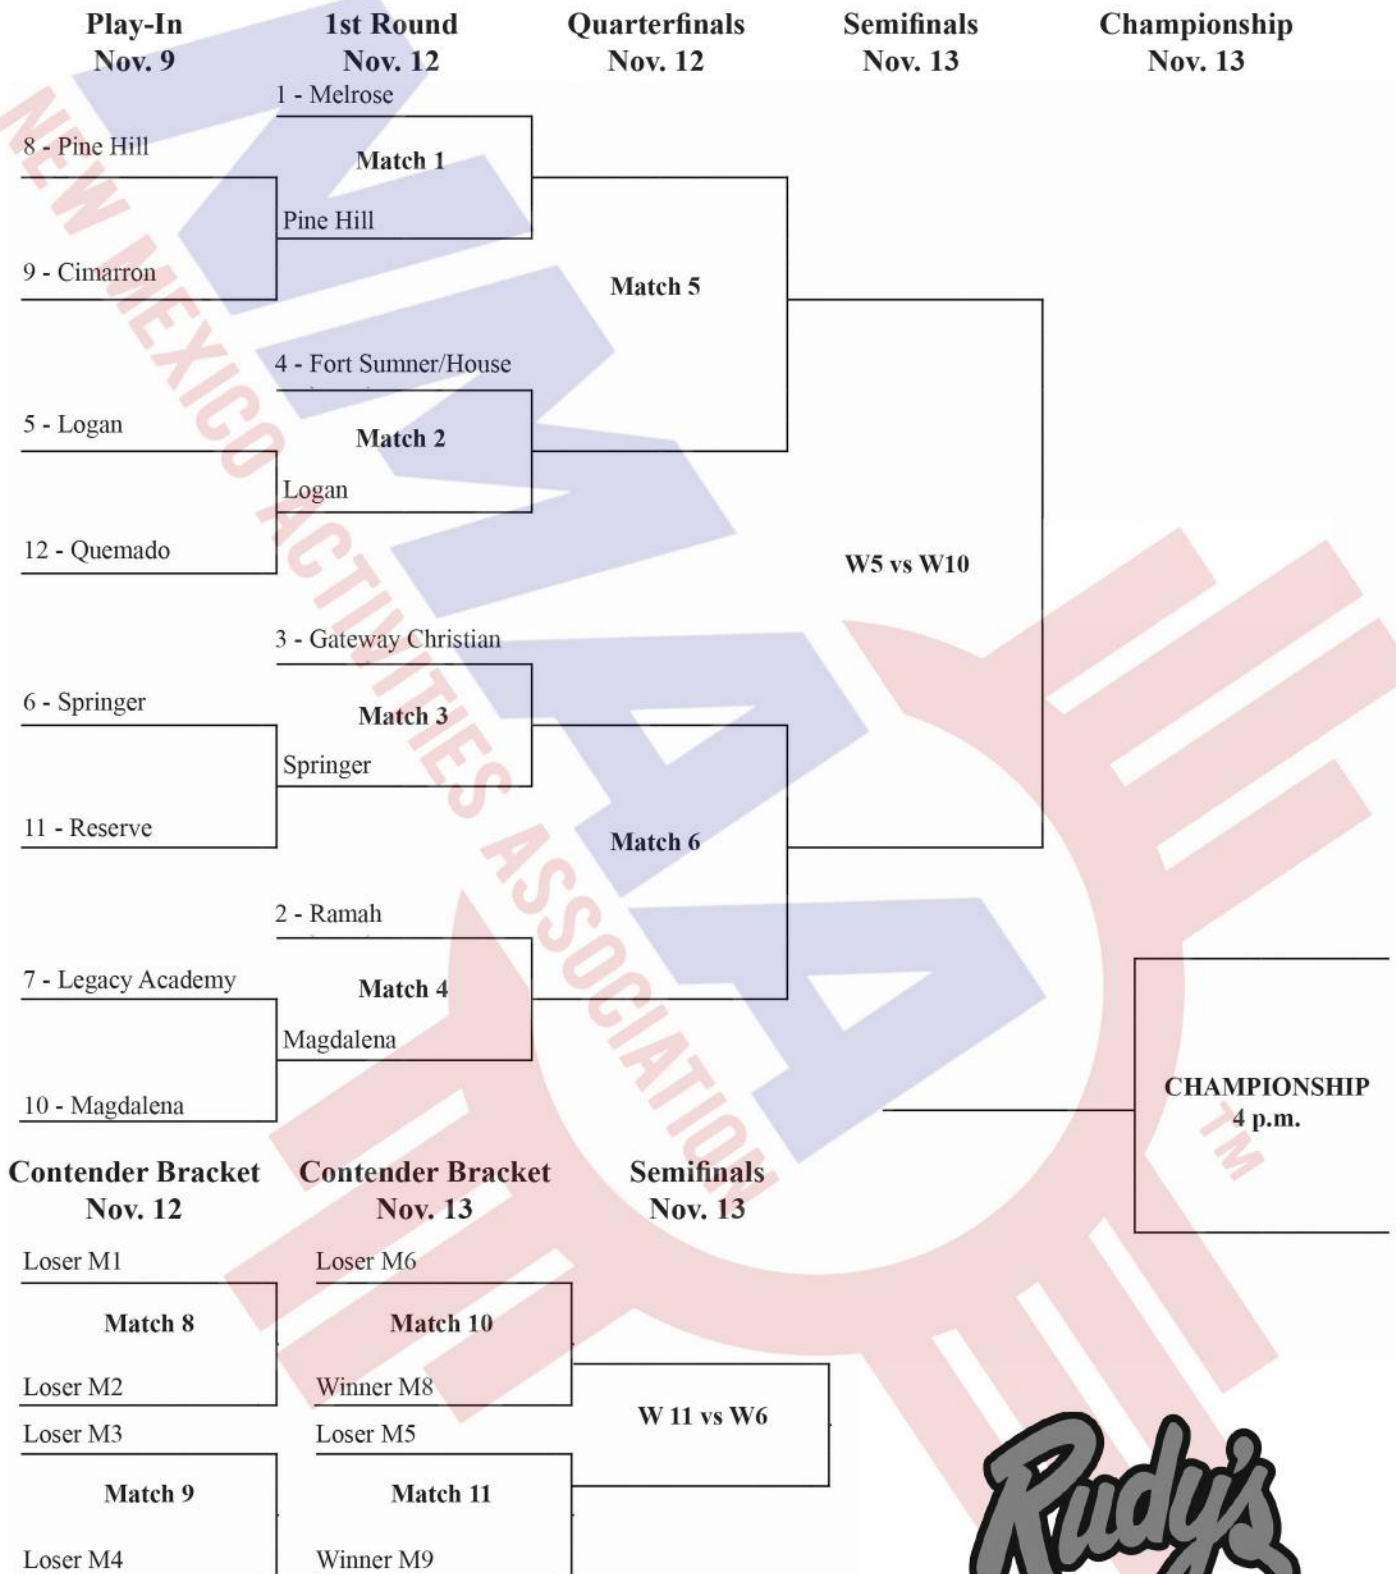 Play-In
Nov. 9
1st Round
Nov. 12
Quarterfinals
Nov. 12
Semifinals
Nov. 13
Championship
Nov. 13
1 - Melrose
8 - Pine Hill
Match 1
Pine Hill
9 - Cimarron
Match 5
4 - Fort Sumner/House
5 - Logan
Match 2
Logan
12 - Quemado
W5 vs W10
3 - Gateway Christian
6 - Springer
Match 3
Springer
11 - Reserve
Match 6
2 - Ramah
7 - Legacy Academy
Match 4
Magdalena
10 - Magdalena
CHAMPIONSHIP
4 p.m.
Contender Bracket
Nov. 12
Contender Bracket
Nov. 13
Semifinals
Nov. 13
Loser M1
Loser M6
Match 8
Match 10
Loser M2
Winner M8
W 11 vs W6
Loser M3
Loser M5
Match 9
Match 11
Loser M4
Winner M9
NMAA
NEW MEXICO ACTIVITIES ASSOCIATION
TM
Rudy's